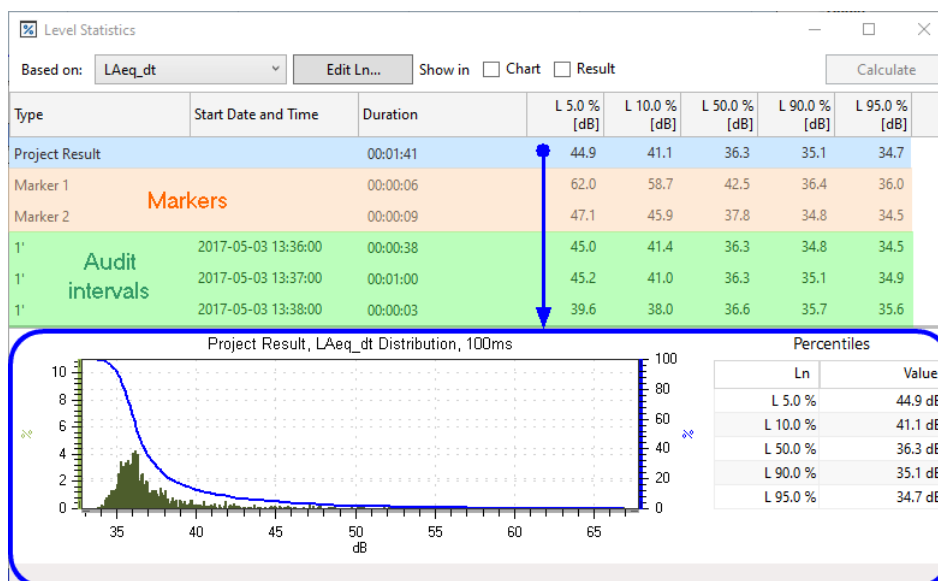 Level Statistics
Based on: LAeq_dt Edit Ln... Show in Chart Result Calculate
Type Start Date and Time Duration L 5.0 % [dB] L 10.0 % [dB] L 50.0 % [dB] L 90.0 % [dB] L 95.0 % [dB]
Project Result 00:01:41 44.9 41.1 36.3 35.1 34.7
Marker 1 00:00:06 62.0 58.7 42.5 36.4 36.0
Markers
Marker 2 00:00:09 47.1 45.9 37.8 34.8 34.5
1' 2017-05-03 13:36:00 00:00:38 45.0 41.4 36.3 34.8 34.5
Audit
1' 2017-05-03 13:37:00 00:01:00 45.2 41.0 36.3 35.1 34.9
intervals
1' 2017-05-03 13:38:00 00:00:03 39.6 38.0 36.6 35.7 35.6
Project Result, LAeq_dt Distribution, 100ms
10
8
6
4
2
0
%
100
80
60
40
20
0
%
35 40 45 50 55 60 65
dB
Percentiles
Ln Value
L 5.0 % 44.9 dB
L 10.0 % 41.1 dB
L 50.0 % 36.3 dB
L 90.0 % 35.1 dB
L 95.0 % 34.7 dB